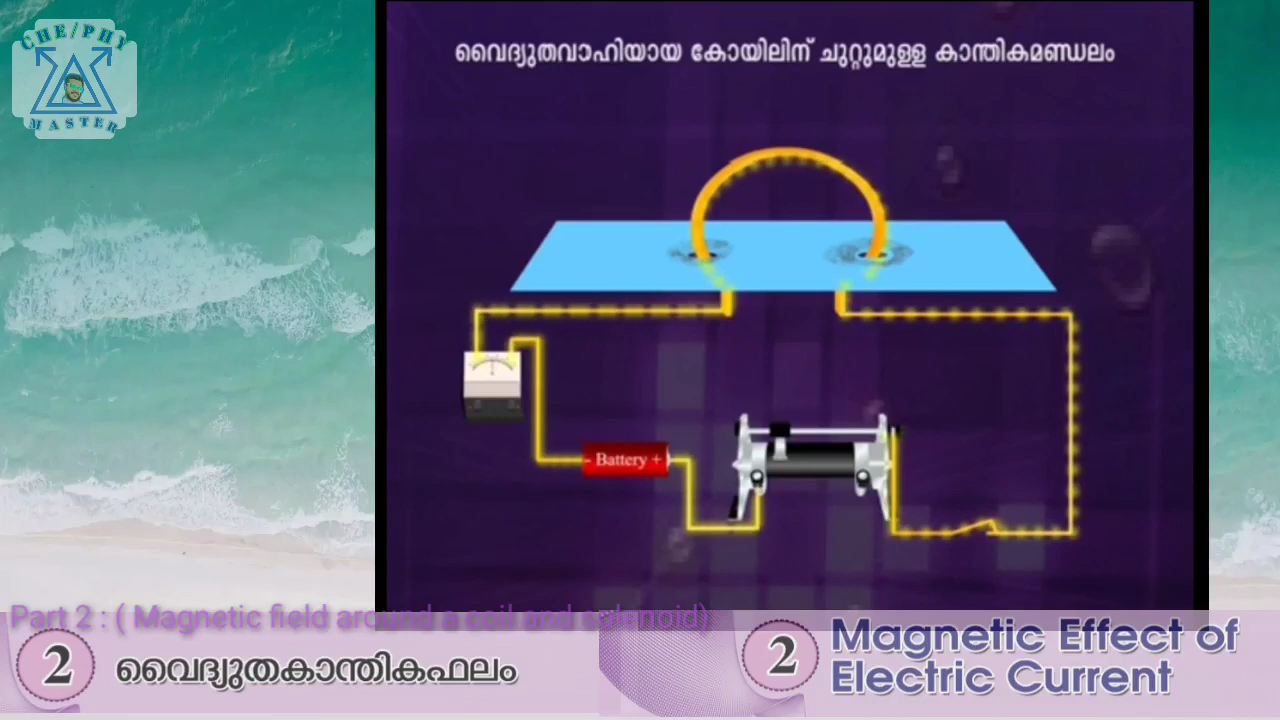 CHE/PHY
MASTER
വൈദ്യുതവാഹിയായ കോയിലിന് ചുറ്റുമുള്ള കാന്തികമണ്ഡലം
- Battery +
Part 2 : ( Magnetic field around a coil and solenoid)
2 വൈദ്യുതകാന്തികഫലം
2 Magnetic Effect of
Electric Current